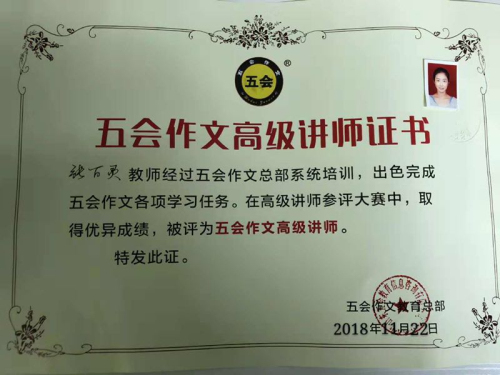 五会
®
五会作文高级讲师证书
张百灵 教师经过五会作文总部系统培训，出色完成
五会作文各项学习任务。在高级讲师参评大赛中，取
得优异成绩，被评为五会作文高级讲师。
特发此证。
五会作文教育总部
2018年11月22日